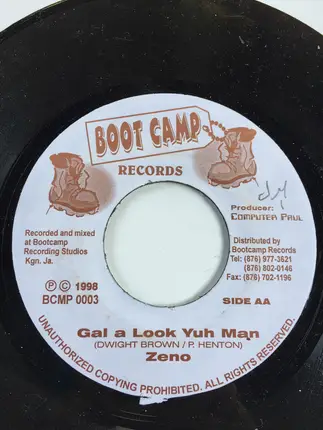 BOOT CAMP
RECORDS
Producer:
COMPUTER PAUL
Recorded and mixed
at Bootcamp
Recording Studios
Kgn. Ja.
Distributed by
Bootcamp Records
Tel: (876) 977-3621
(876) 802-0146
Fax: (876) 702-1196
Ⓟ © 1998
BCMP 0003
SIDE AA
Gal a Look Yuh Man
(DWIGHT BROWN / P. HENTON)
Zeno
UNAUTHORIZED COPYING PROHIBITED. ALL RIGHTS RESERVED